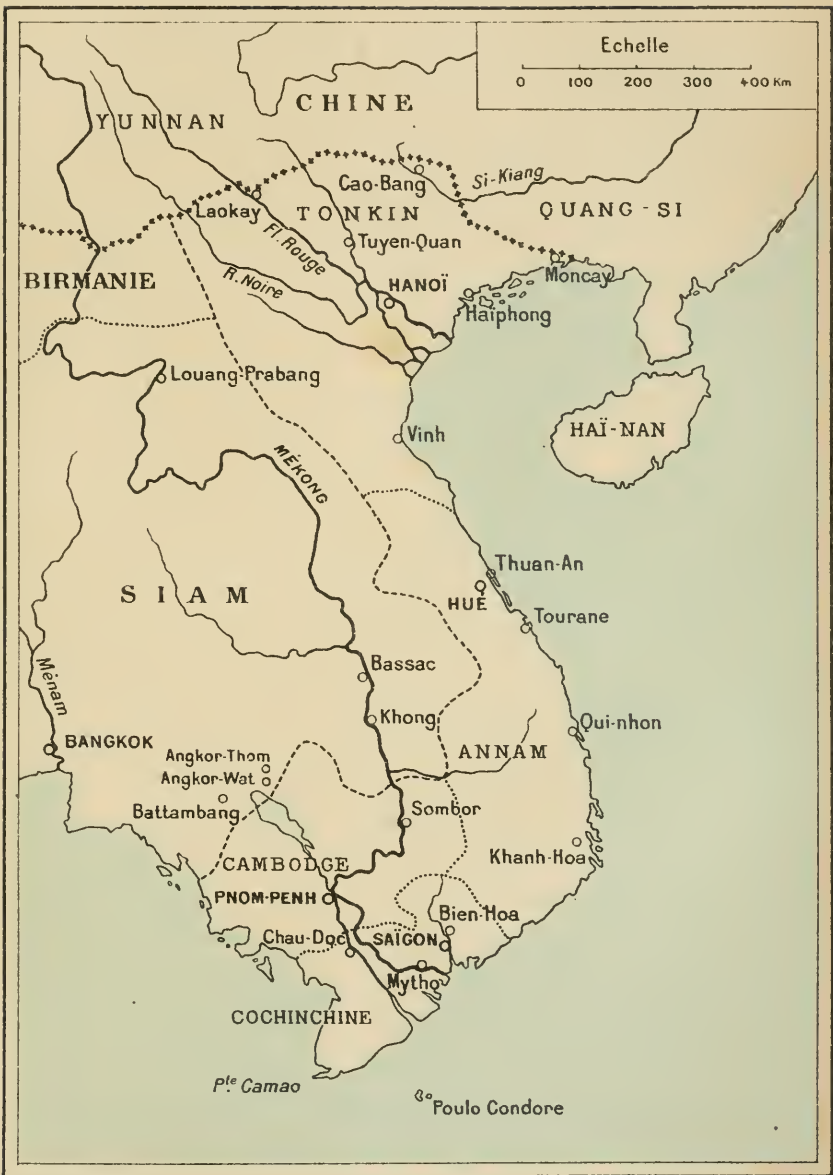 Echelle
0 100 200 300 400 Km
CHINE
YUNNAN
Cao-Bang
Si-Kiang
Laokay
TONKIN
QUANG-SI
Fl. Rouge
Tuyen-Quan
BIRMANIE
R. Noire
HANOÏ
Moncay
Haïphong
Louang-Prabang
Vinh
HAÏ-NAN
MÉKONG
Thuan-An
SIAM
HUÉ
Tourane
Ménam
Bassac
Khong
Qui-nhon
BANGKOK
Angkor-Thom
ANNAM
Angkor-Wat
Battambang
Sombor
Khanh-Hoa
CAMBODGE
PNOM-PENH
Bien-Hoa
Chau-Doc
SAÏGON
Mytho
COCHINCHINE
Pte Camao
Poulo Condore